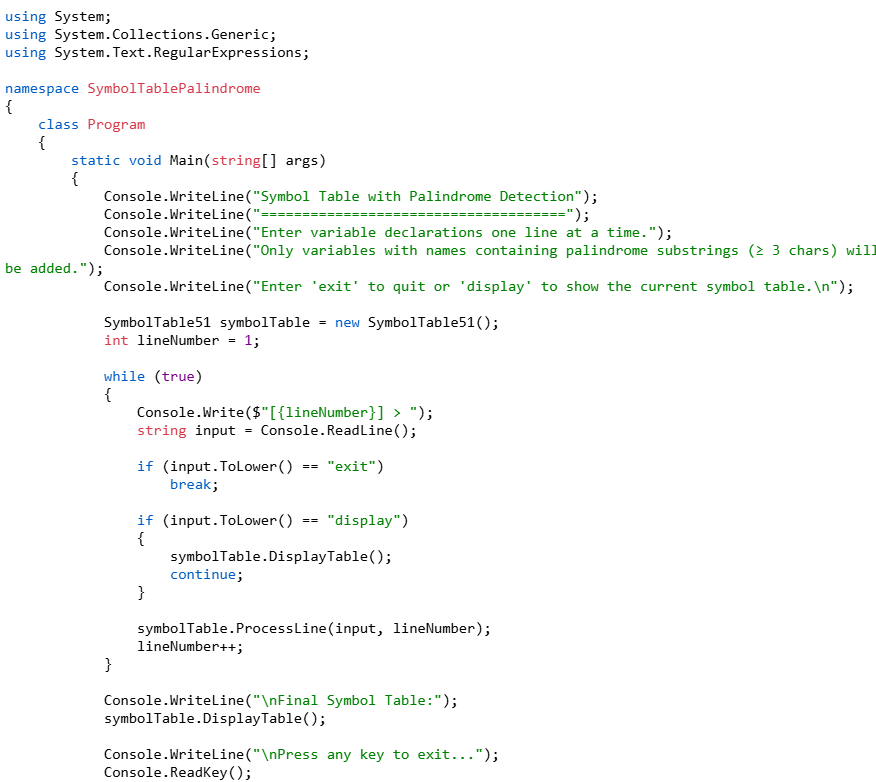 using System;
using System.Collections.Generic;
using System.Text.RegularExpressions;

namespace SymbolTablePalindrome
{
    class Program
    {
        static void Main(string[] args)
        {
            Console.WriteLine("Symbol Table with Palindrome Detection");
            Console.WriteLine("=====================================");
            Console.WriteLine("Enter variable declarations one line at a time.");
            Console.WriteLine("Only variables with names containing palindrome substrings (≥ 3 chars) will
be added.");
            Console.WriteLine("Enter 'exit' to quit or 'display' to show the current symbol table.\n");

            SymbolTable51 symbolTable = new SymbolTable51();
            int lineNumber = 1;

            while (true)
            {
                Console.Write($"[{lineNumber}] > ");
                string input = Console.ReadLine();

                if (input.ToLower() == "exit")
                    break;

                if (input.ToLower() == "display")
                {
                    symbolTable.DisplayTable();
                    continue;
                }

                symbolTable.ProcessLine(input, lineNumber);
                lineNumber++;
            }

            Console.WriteLine("\nFinal Symbol Table:");
            symbolTable.DisplayTable();

            Console.WriteLine("\nPress any key to exit...");
            Console.ReadKey();